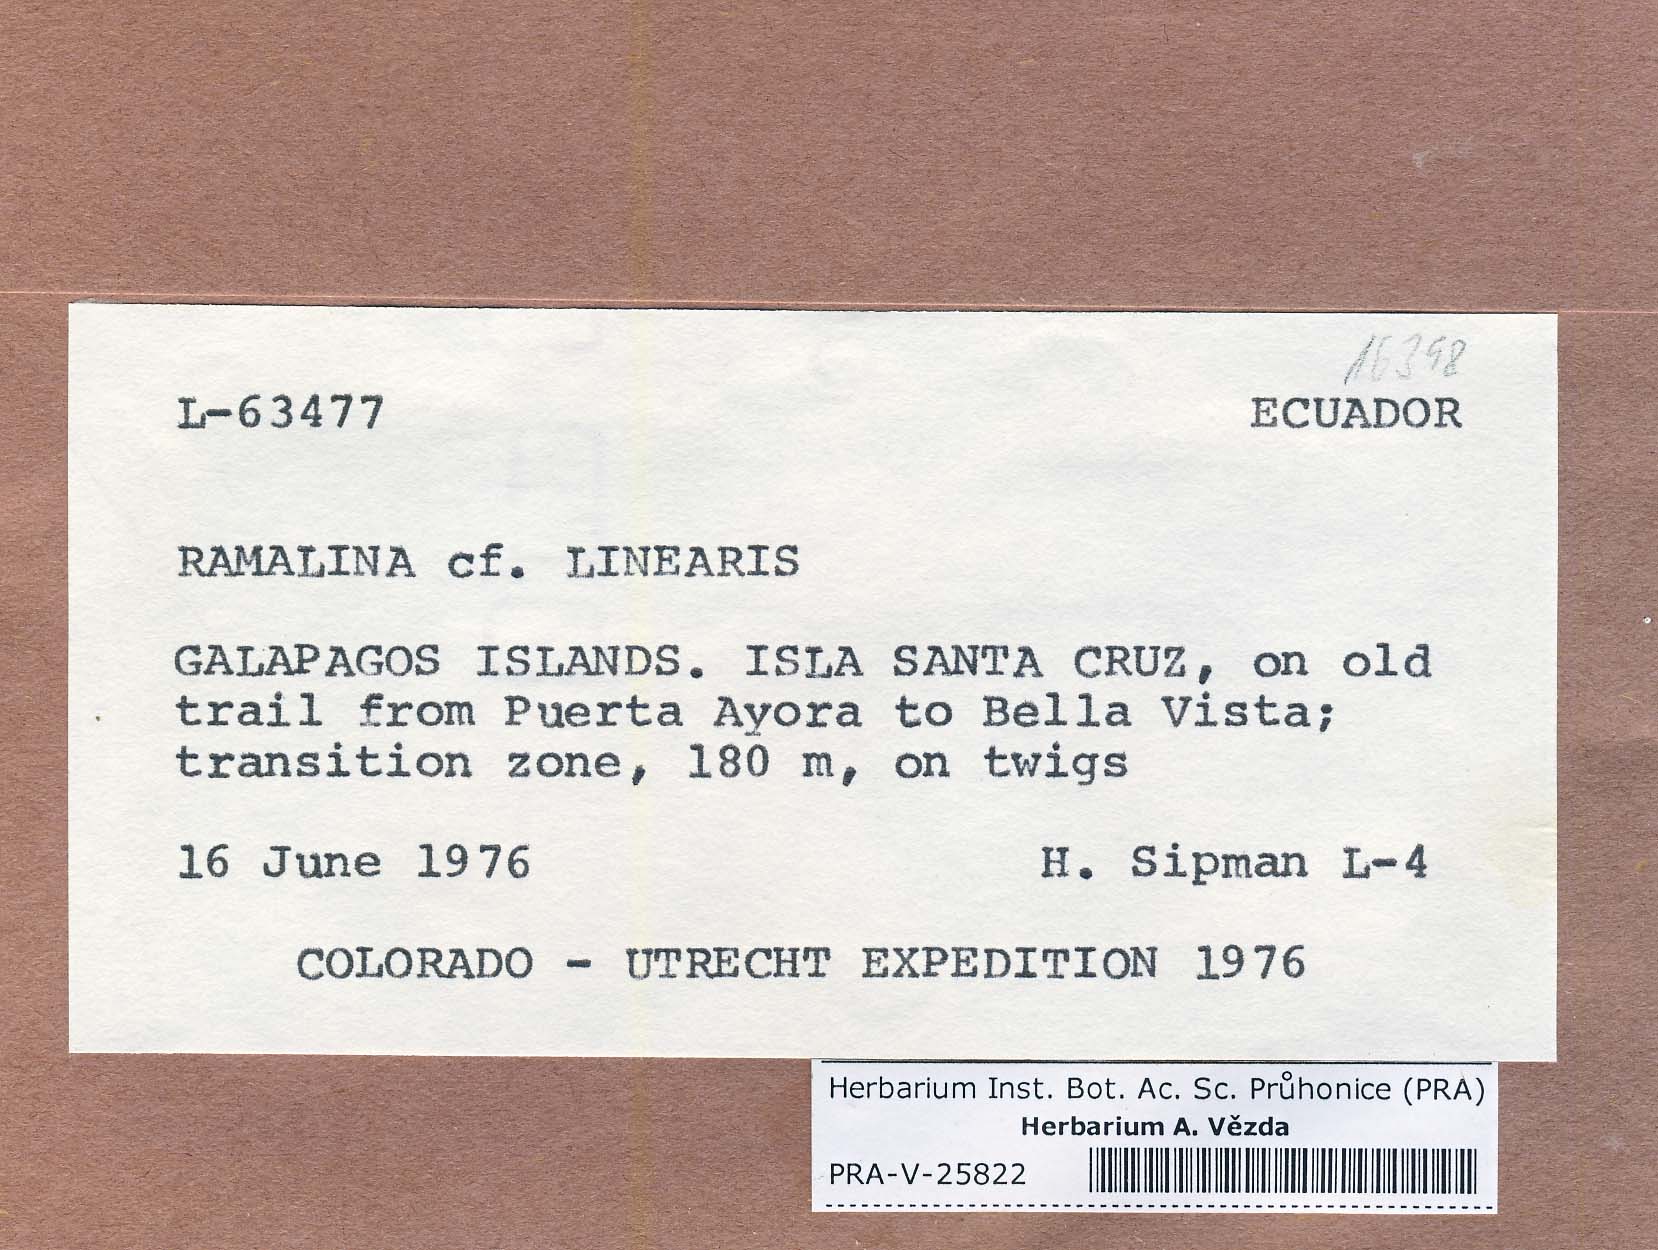 16398
L-63477 ECUADOR
RAMALINA cf. LINEARIS
GALAPAGOS ISLANDS. ISLA SANTA CRUZ, on old
trail from Puerta Ayora to Bella Vista;
transition zone, 180 m, on twigs
16 June 1976 H. Sipman L-4
COLORADO - UTRECHT EXPEDITION 1976
Herbarium Inst. Bot. Ac. Sc. Průhonice (PRA)
Herbarium A. Vězda
PRA-V-25822